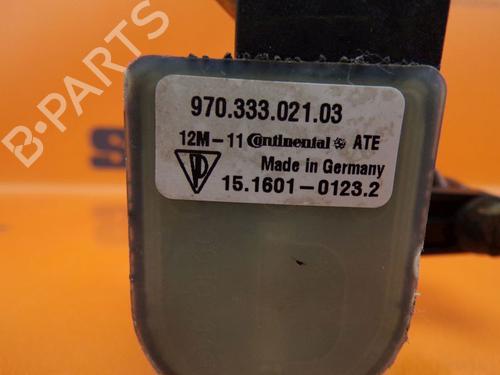 B-PARTS
970.333.021.03
12M-11 Continental ATE
Made in Germany
15.1601-0123.2